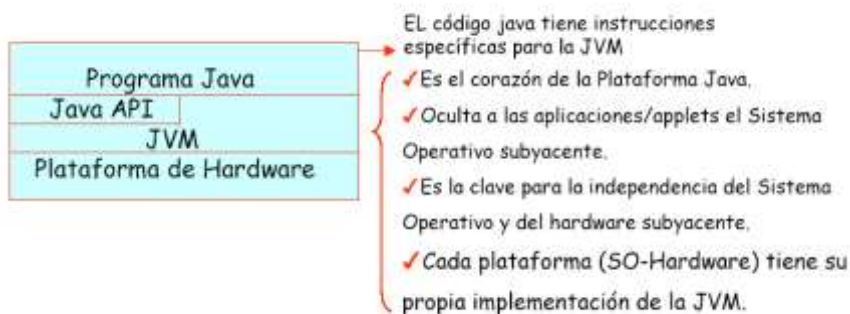 EL código java tiene instrucciones
específicas para la JVM
Programa Java
Java API
JVM
Plataforma de Hardware
✓Es el corazón de la Plataforma Java.
✓Oculta a las aplicaciones/applets el Sistema
Operativo subyacente.
✓Es la clave para la independencia del Sistema
Operativo y del hardware subyacente.
✓Cada plataforma (SO-Hardware) tiene su
propia implementación de la JVM.